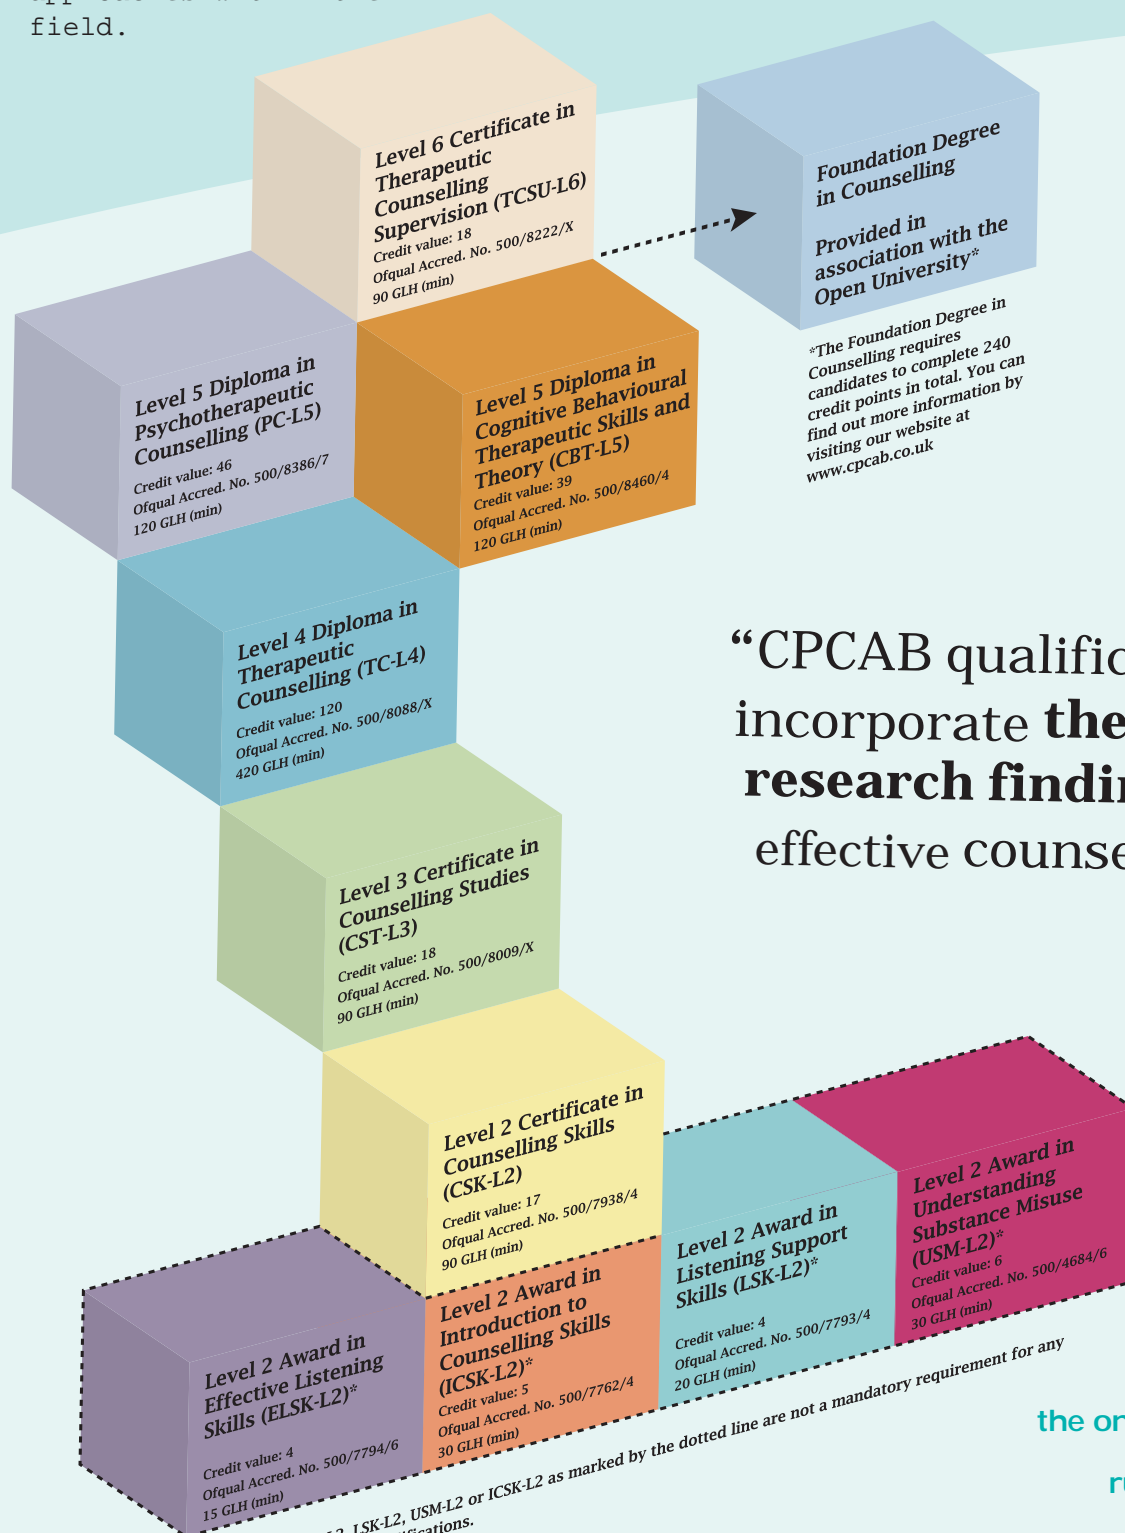 field.
Level 6 Certificate in
Therapeutic
Counselling
Supervision (TCSU-L6)
Credit value: 18
Ofqual Accred. No. 500/8222/X
90 GLH (min)
Foundation Degree
in Counselling
Provided in
association with the
Open University*
*The Foundation Degree in
Counselling requires
candidates to complete 240
credit points in total. You can
find out more information by
visiting our website at
www.cpcab.co.uk
Level 5 Diploma in
Psychotherapeutic
Counselling (PC-L5)
Credit value: 46
Ofqual Accred. No. 500/8386/7
120 GLH (min)
Level 5 Diploma in
Cognitive Behavioural
Therapeutic Skills and
Theory (CBT-L5)
Credit value: 39
Ofqual Accred. No. 500/8460/4
120 GLH (min)
Level 4 Diploma in
Therapeutic
Counselling (TC-L4)
Credit value: 120
Ofqual Accred. No. 500/8088/X
420 GLH (min)
“CPCAB qualific
incorporate the
research findi
effective counse
Level 3 Certificate in
Counselling Studies
(CST-L3)
Credit value: 18
Ofqual Accred. No. 500/8009/X
90 GLH (min)
Level 2 Certificate in
Counselling Skills
(CSK-L2)
Credit value: 17
Ofqual Accred. No. 500/7938/4
90 GLH (min)
Level 2 Award in
Effective Listening
Skills (ELSK-L2)*
Credit value: 4
Ofqual Accred. No. 500/7794/6
15 GLH (min)
Level 2 Award in
Introduction to
Counselling Skills
(ICSK-L2)*
Credit value: 5
Ofqual Accred. No. 500/7762/4
30 GLH (min)
Level 2 Award in
Listening Support
Skills (LSK-L2)*
Credit value: 4
Ofqual Accred. No. 500/7793/4
20 GLH (min)
Level 2 Award in
Understanding
Substance Misuse
(USM-L2)*
Credit value: 6
Ofqual Accred. No. 500/4684/6
30 GLH (min)
LSK-L2, USM-L2 or ICSK-L2 as marked by the dotted line are not a mandatory requirement for any
ications.
the on
ru